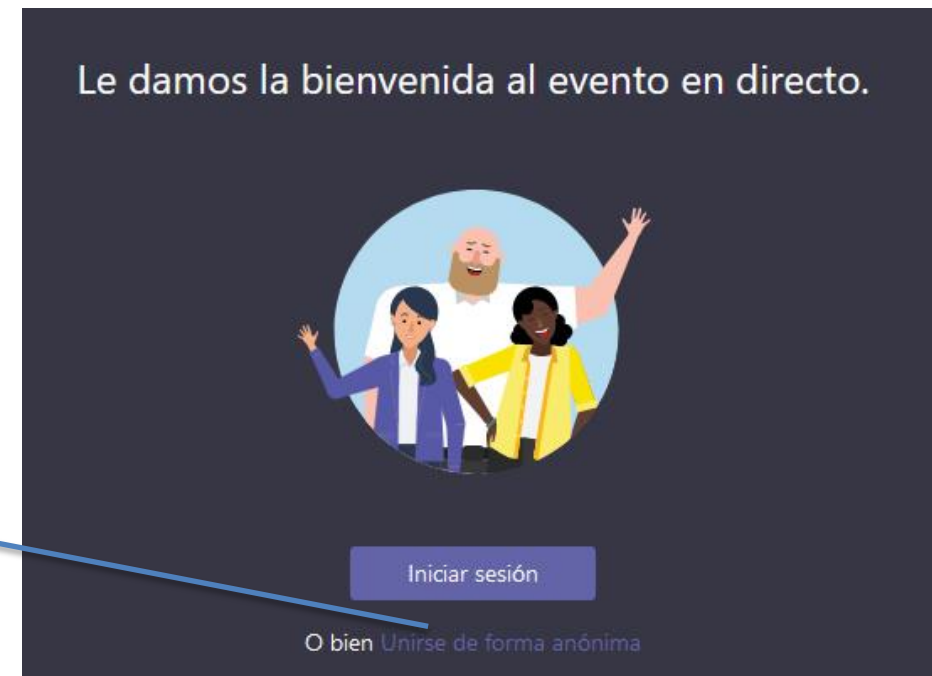 Le damos la bienvenida al evento en directo.
Iniciar sesión
O bien Unirse de forma anónima